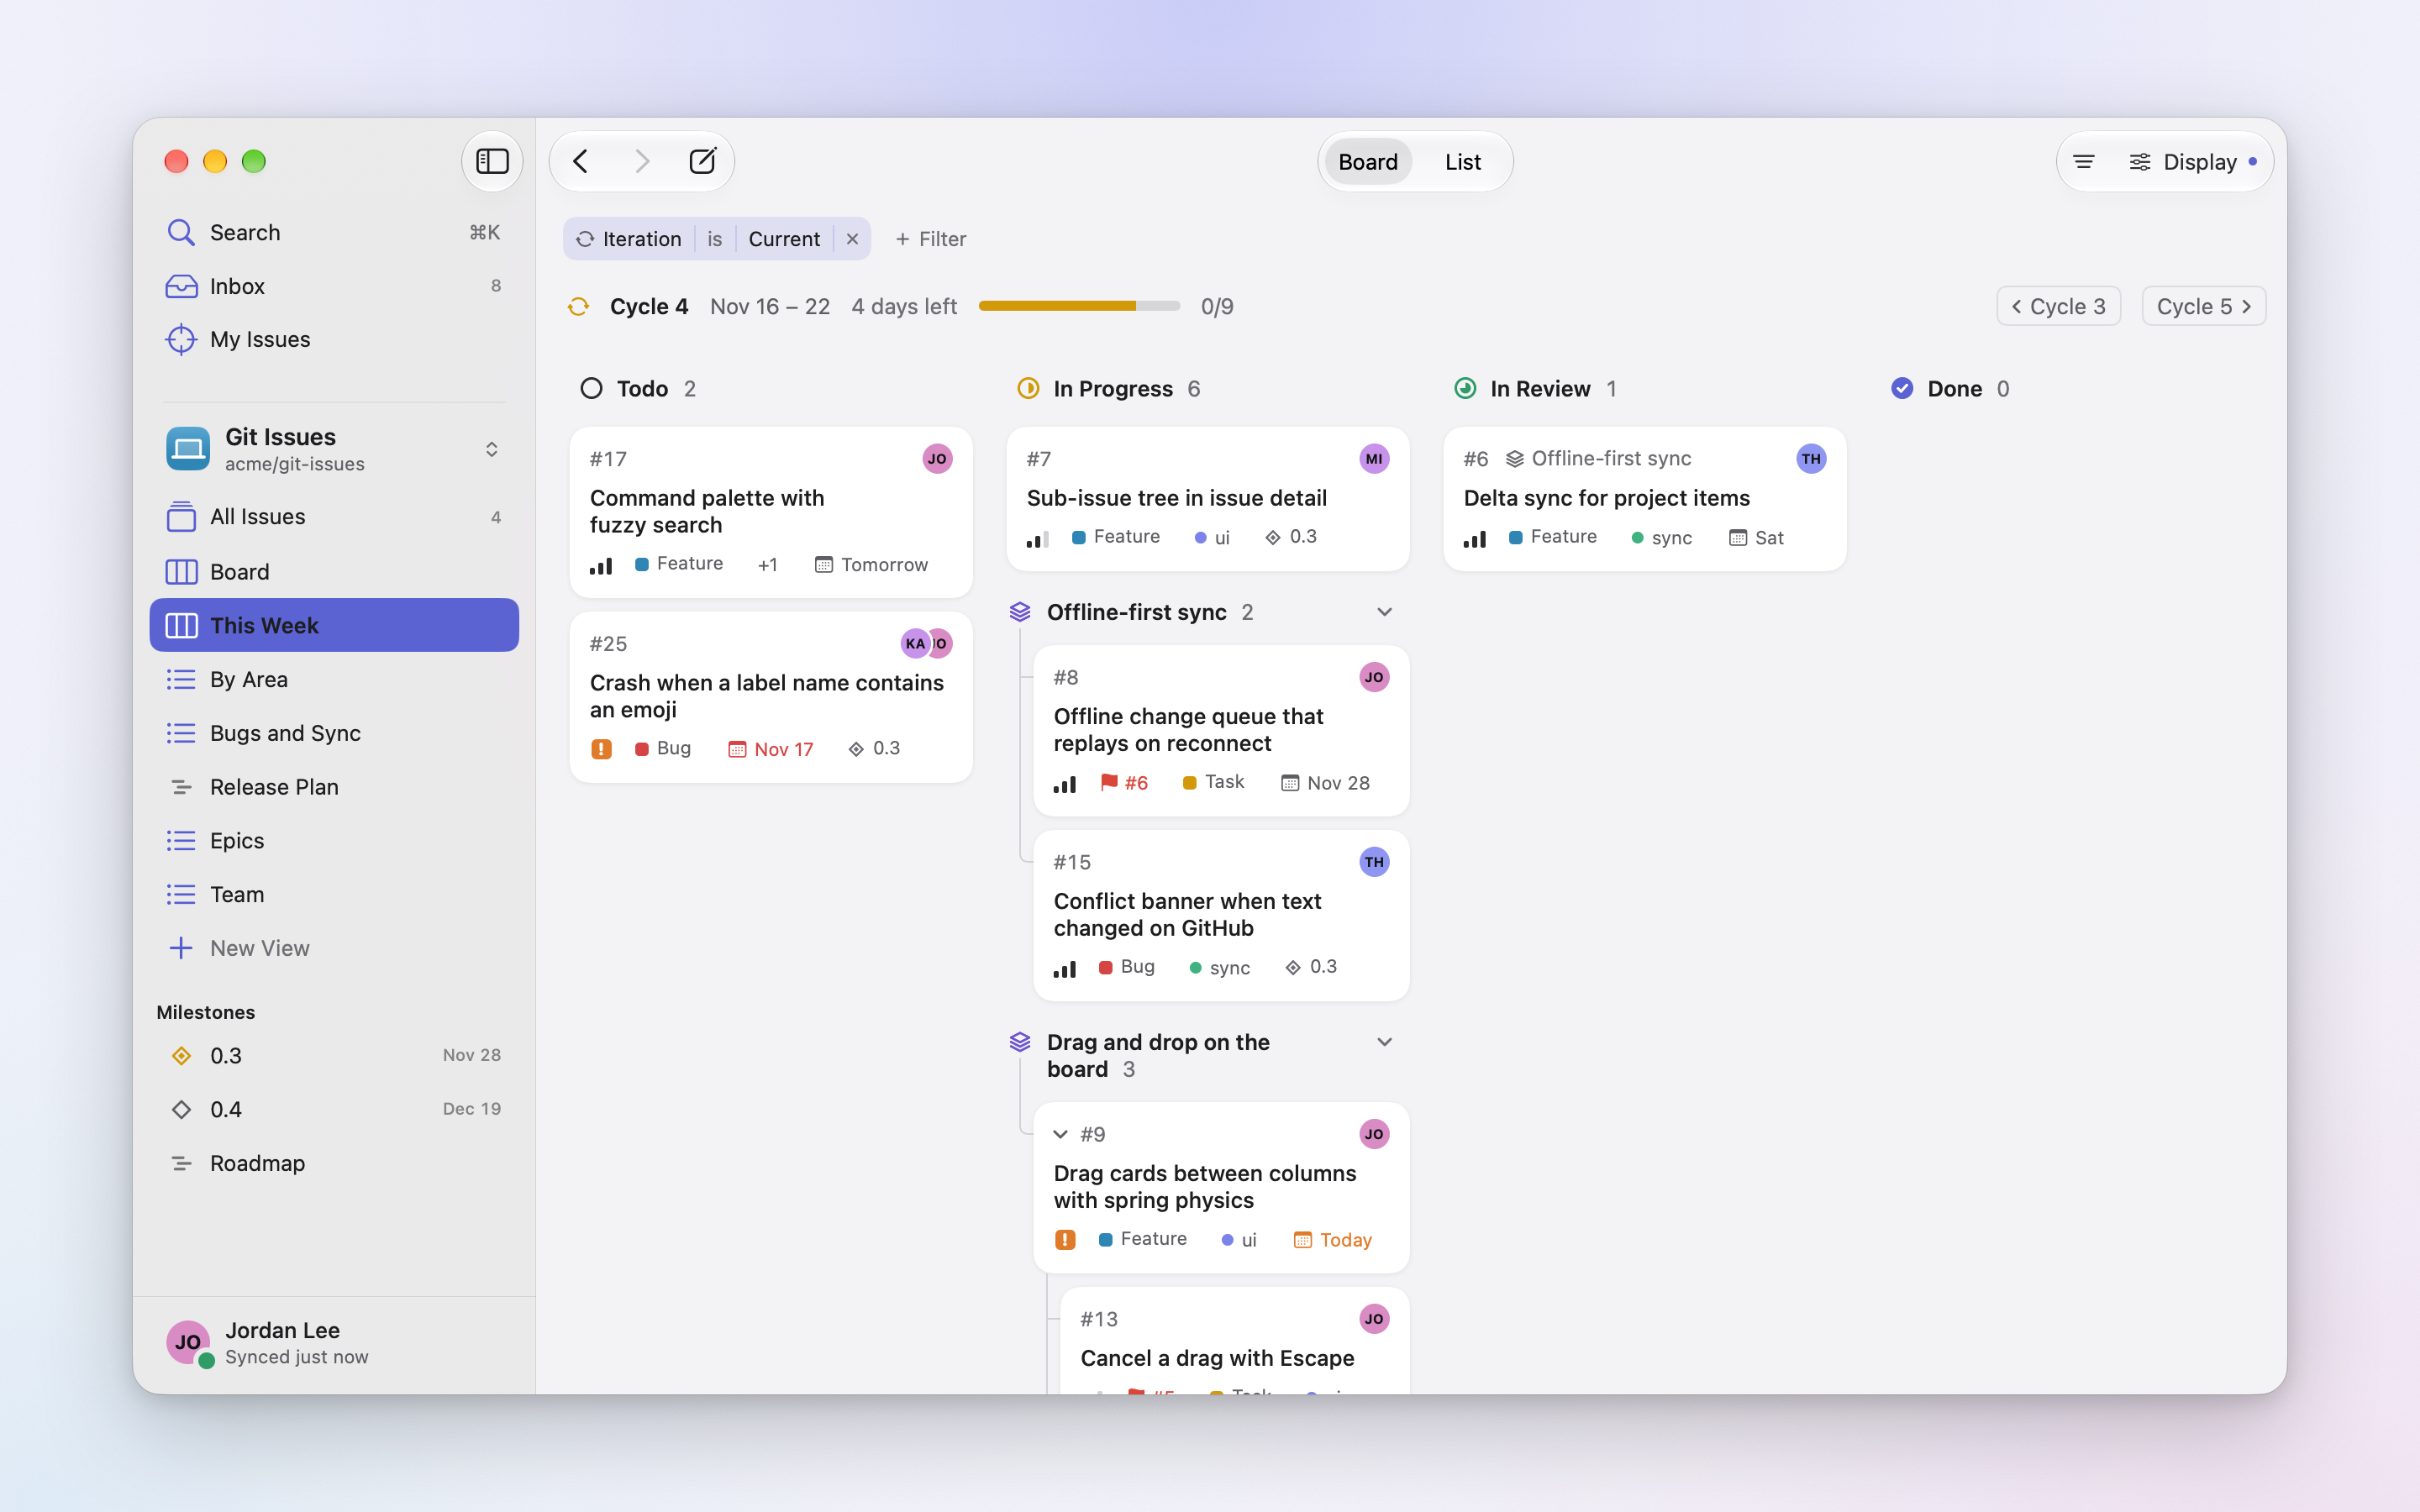 Search ⌘K
Inbox 8
My Issues
Git Issues
acme/git-issues
All Issues 4
Board
This Week
By Area
Bugs and Sync
Release Plan
Epics
Team
New View
Milestones
0.3 Nov 28
0.4 Dec 19
Roadmap
JO
Jordan Lee
Synced just now
Board List
Display
Iteration is Current
+ Filter
Cycle 4 Nov 16 – 22 4 days left 0/9
Cycle 3
Cycle 5
Todo 2
#17 JO
Command palette with
fuzzy search
Feature +1 Tomorrow
#25 KA JO
Crash when a label name contains
an emoji
Bug Nov 17 0.3
In Progress 6
#7 MI
Sub-issue tree in issue detail
Feature ui 0.3
Offline-first sync 2
#8 JO
Offline change queue that
replays on reconnect
#6 Task Nov 28
#15 TH
Conflict banner when text
changed on GitHub
Bug sync 0.3
Drag and drop on the
board 3
#9 JO
Drag cards between columns
with spring physics
Feature ui Today
#13 JO
Cancel a drag with Escape
In Review 1
#6 Offline-first sync TH
Delta sync for project items
Feature sync Sat
Done 0